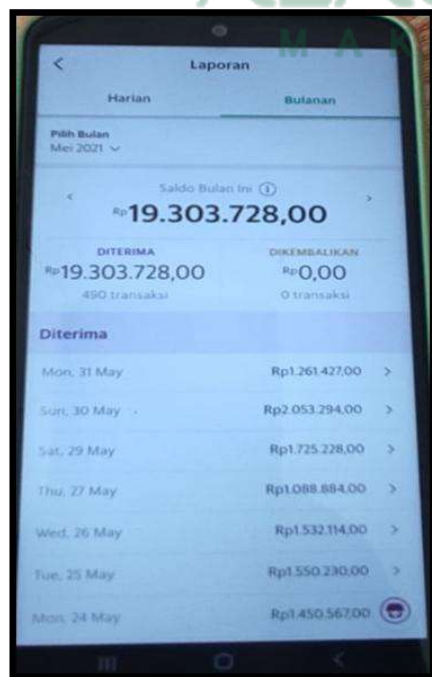 M A K
Laporan
Harian Bulanan
Pilih Bulan
Mei 2021
Saldo Bulan Ini
Rp19.303.728,00
DITERIMA DIKEMBALIKAN
Rp19.303.728,00 Rp0,00
490 transaksi 0 transaksi
Diterima
Mon, 31 May Rp1.261.427,00
Sun, 30 May Rp2.053.294,00
Sat, 29 May Rp1.725.228,00
Thu, 27 May Rp1.088.884,00
Wed, 26 May Rp1.532.114,00
Tue, 25 May Rp1.550.230,00
Mon, 24 May Rp1.450.567,00